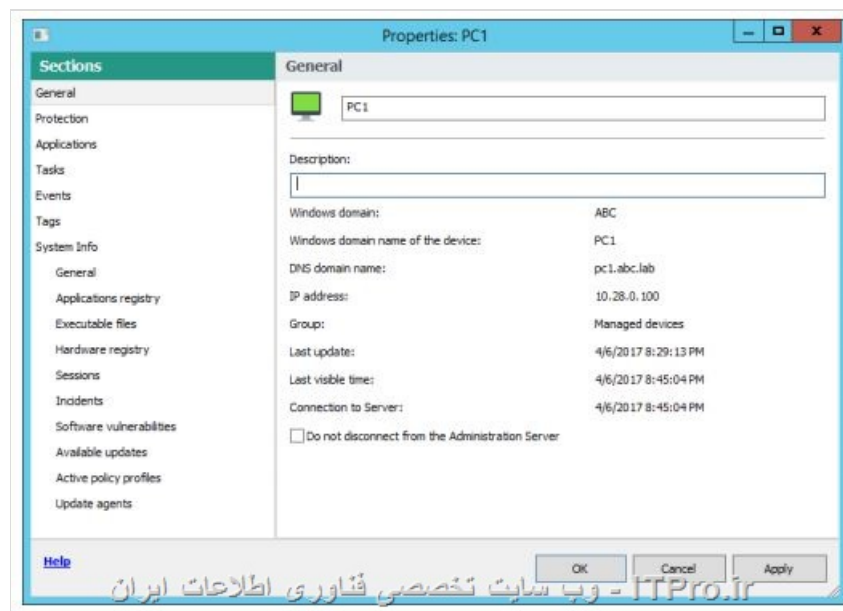 Properties: PC1
Sections
General
Protection
Applications
Tasks
Events
Tags
System Info
General
Applications registry
Executable files
Hardware registry
Sessions
Incidents
Software vulnerabilities
Available updates
Active policy profiles
Update agents
General
PC1
Description:
Windows domain: ABC
Windows domain name of the device: PC1
DNS domain name: pc1.abc.lab
IP address: 10.28.0.100
Group: Managed devices
Last update: 4/6/2017 8:29:13 PM
Last visible time: 4/6/2017 8:45:04 PM
Connection to Server: 4/6/2017 8:45:04 PM
Do not disconnect from the Administration Server
Help
OK Cancel Apply
ITPro.ir - وب سایت تخصصی فناوری اطلاعات ایران